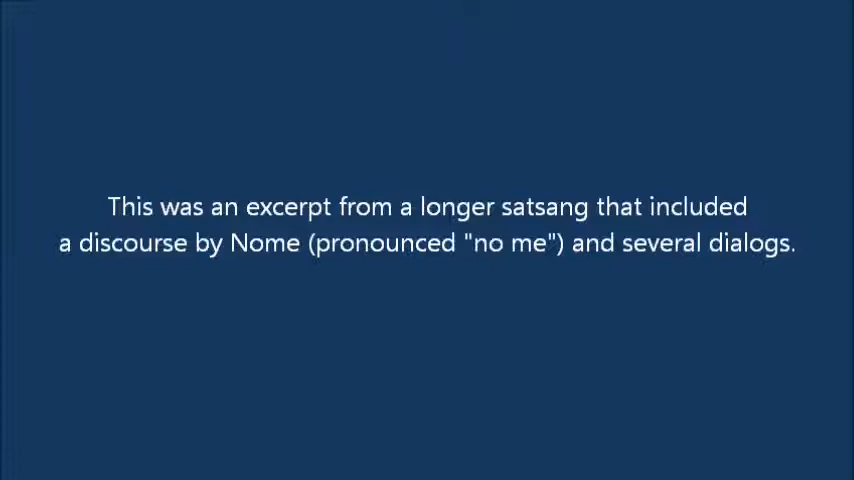 This was an excerpt from a longer satsang that included
a discourse by Nome (pronounced "no me") and several dialogs.